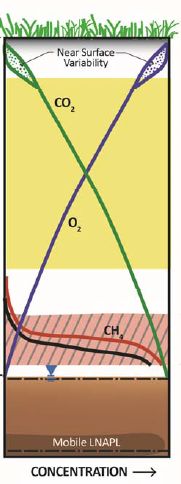 Near Surface
Variability
CO₂
O₂
CH₄
Mobile LNAPL
CONCENTRATION →